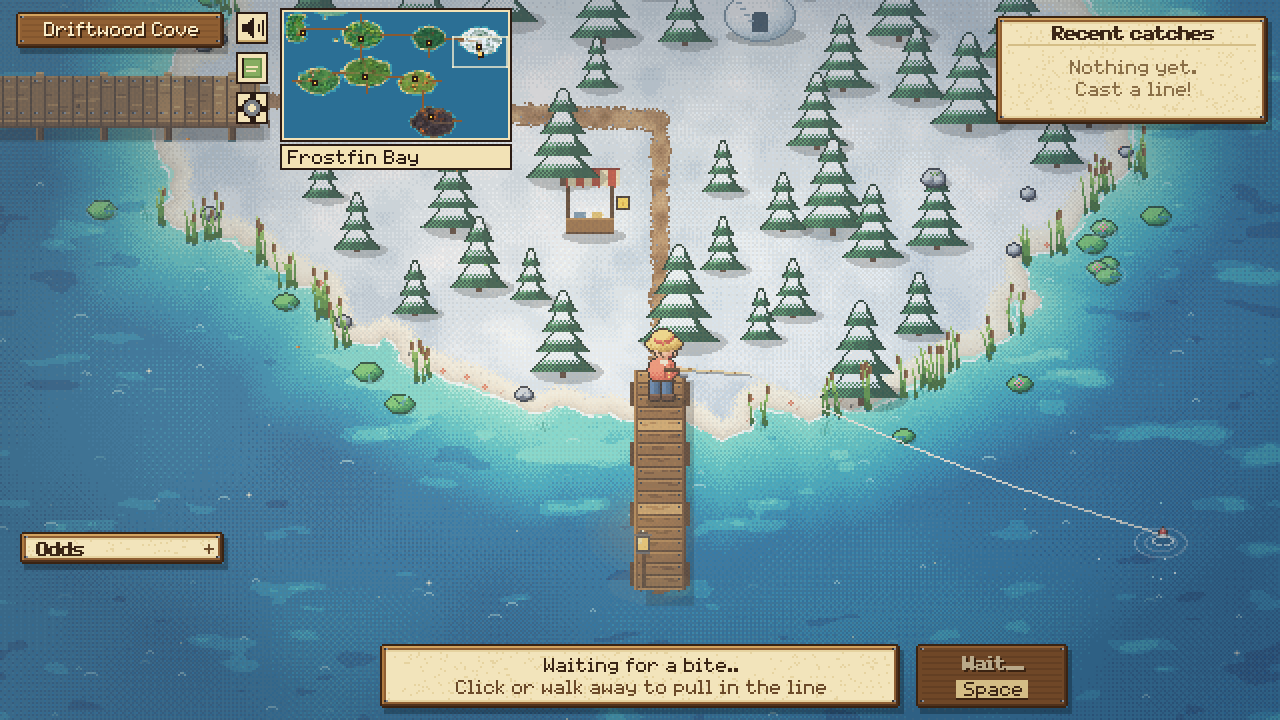 Driftwood Cove
Frostfin Bay
Recent catches
Nothing yet.
Cast a line!
Odds +
Waiting for a bite..
Click or walk away to pull in the line
Wait...
Space